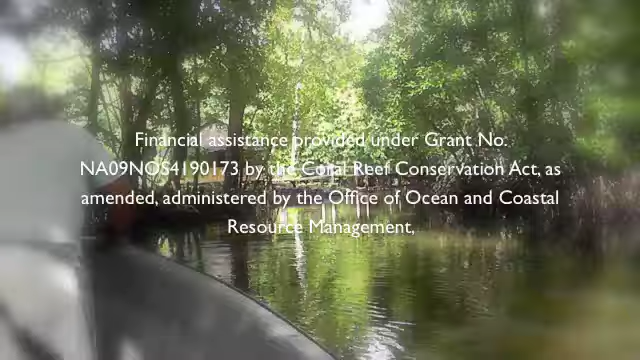 Financial assistance provided under Grant No.
NA09NOS4190173 by the Coral Reef Conservation Act, as
amended, administered by the Office of Ocean and Coastal
Resource Management,